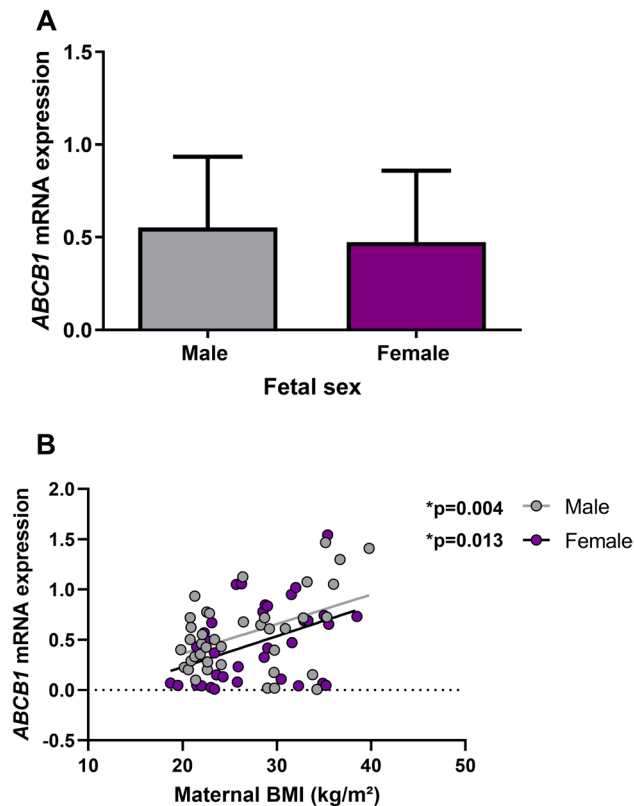 A
ABCB1 mRNA expression
1.5
1.0
0.5
0.0
Male
Female
Fetal sex
B
ABCB1 mRNA expression
2.0
1.5
1.0
0.5
0.0
-0.5
10
20
30
40
50
Maternal BMI (kg/m²)
*p=0.004
Male
*p=0.013
Female